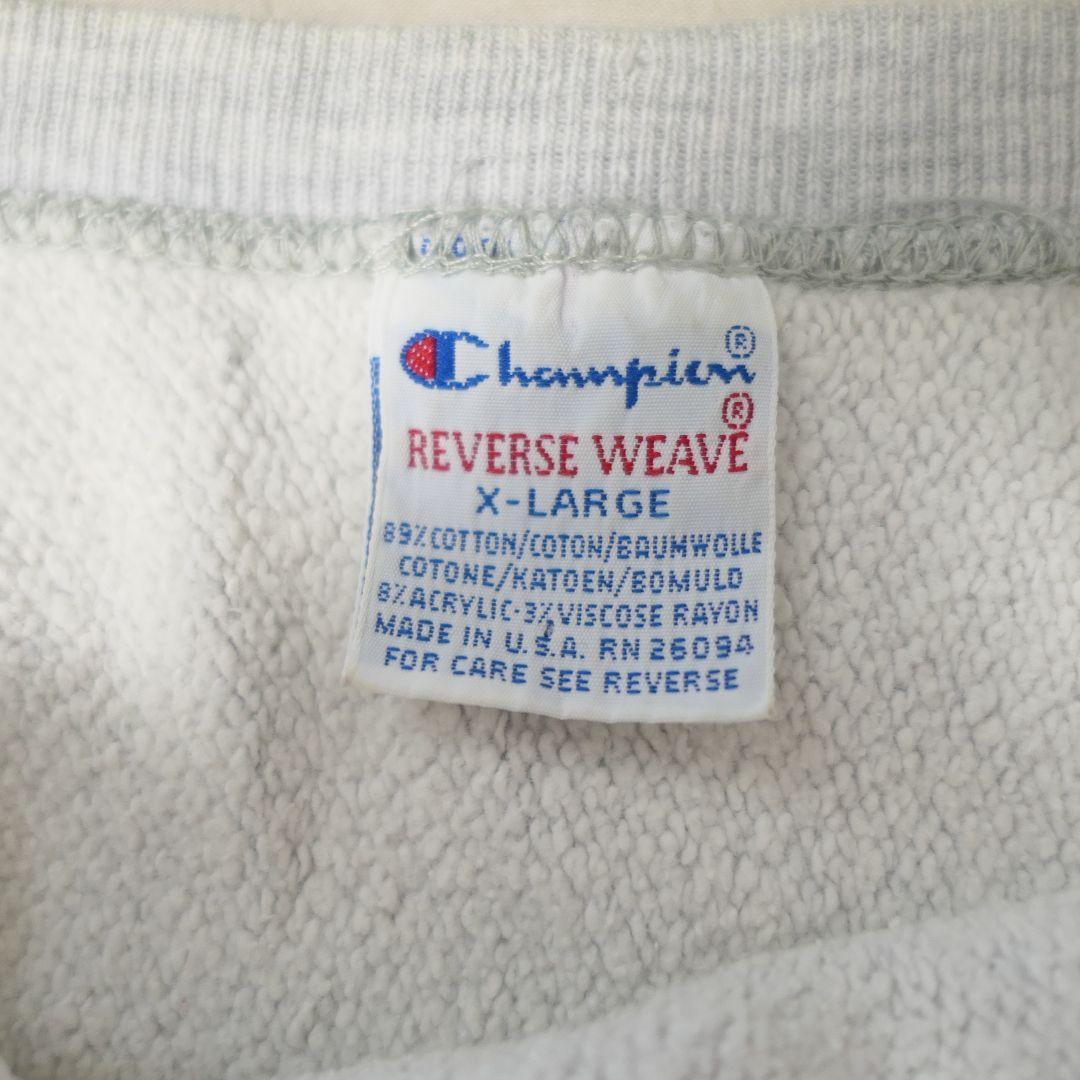 Champion®
REVERSE WEAVE®
X-LARGE
89% COTTON/COTON/BAUMWOLLE
COTONE/KATOEN/BOMULD
8% ACRYLIC-3% VISCOSE RAYON
MADE IN U.S.A. RN 26094
FOR CARE SEE REVERSE